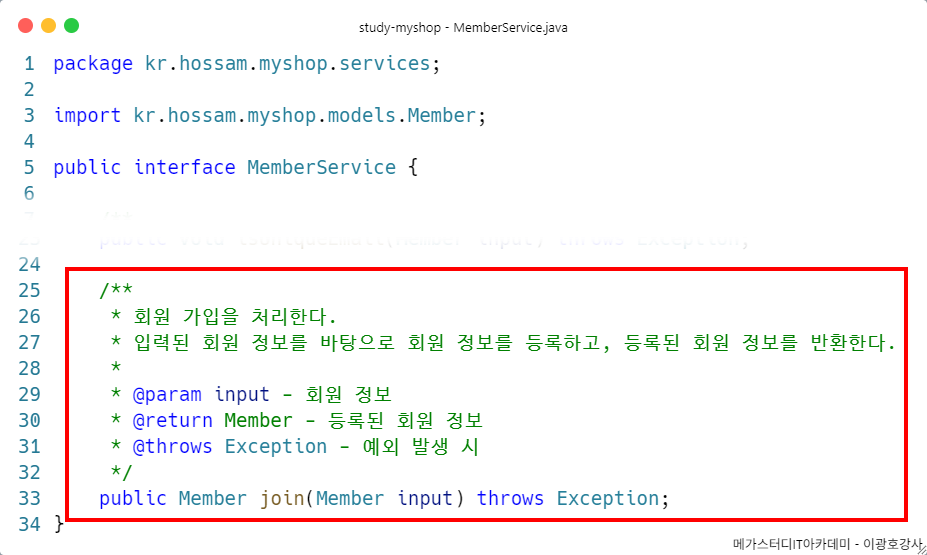 study-myshop - MemberService.java
1 package kr.hossam.myshop.services;
2
3 import kr.hossam.myshop.models.Member;
4
5 public interface MemberService {
6
24
25 /**
26 * 회원 가입을 처리한다.
27 * 입력된 회원 정보를 바탕으로 회원 정보를 등록하고, 등록된 회원 정보를 반환한다.
28 *
29 * @param input - 회원 정보
30 * @return Member - 등록된 회원 정보
31 * @throws Exception - 예외 발생 시
32 */
33 public Member join(Member input) throws Exception;
34 }
메가스터디IT아카데미 - 이광호강사